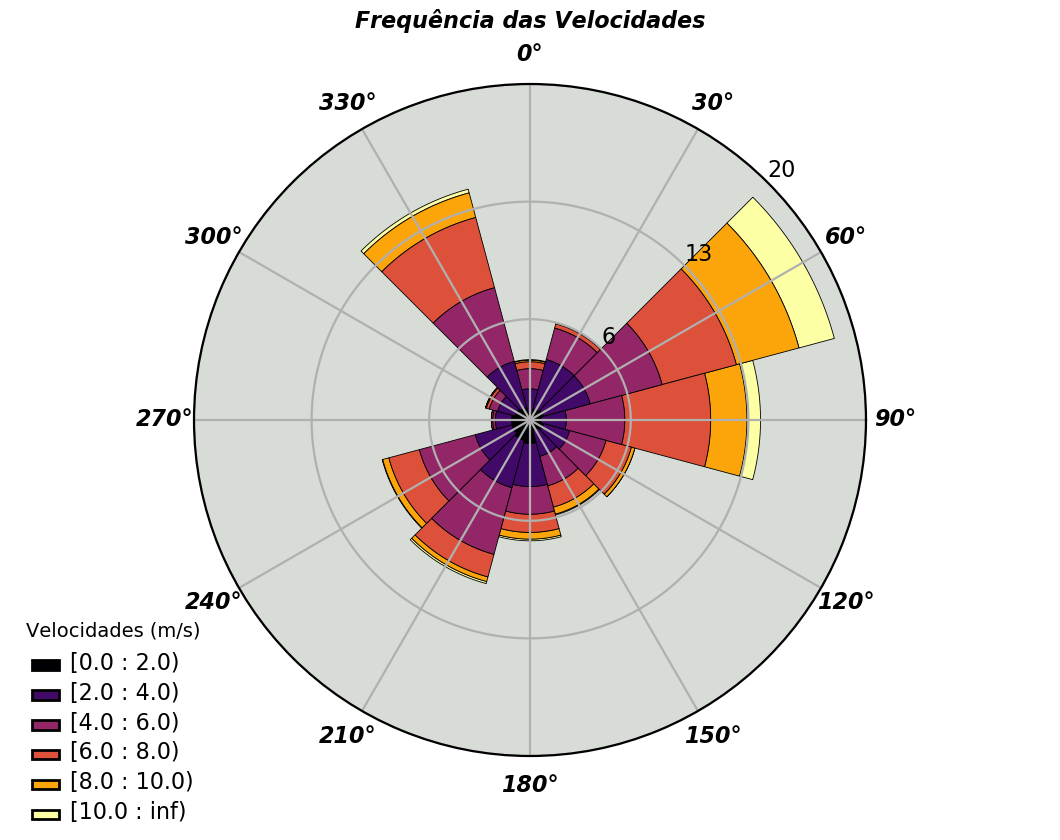 Frequência das Velocidades
0°
330°
30°
20
300°
60°
13
6
270°
90°
240°
120°
210°
150°
180°
Velocidades (m/s)
[0.0 : 2.0)
[2.0 : 4.0)
[4.0 : 6.0)
[6.0 : 8.0)
[8.0 : 10.0)
[10.0 : inf)